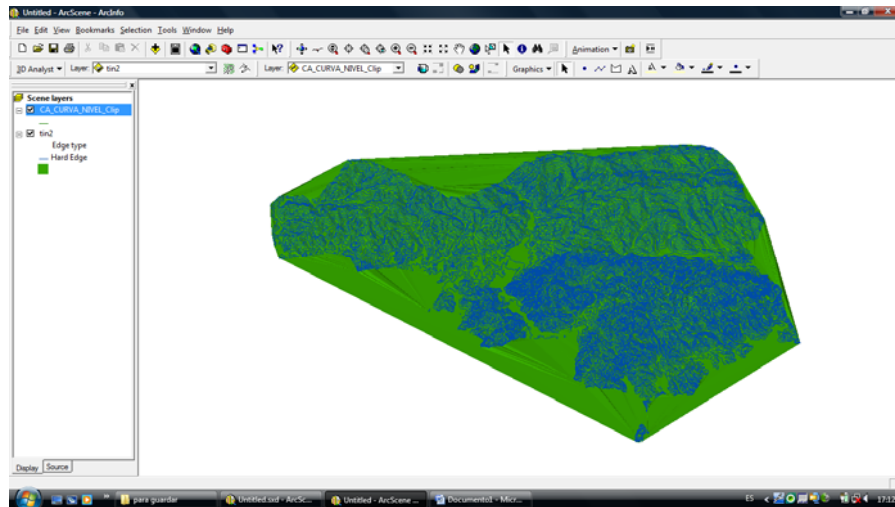 Untitled - ArcScene - ArcInfo
File Edit View Bookmarks Selection Tools Window Help
Animation
3D Analyst Layer: tin2 Layer: CA_CURVA_NIVEL_Clip Graphics
Scene layers
CA_CURVA_NIVEL_Clip
tin2
Edge type
Hard Edge
Display Source
para guardar Untitled.sxd - ArcSc... Untitled - ArcScene ... Documento1 - Micr... ES 17:12